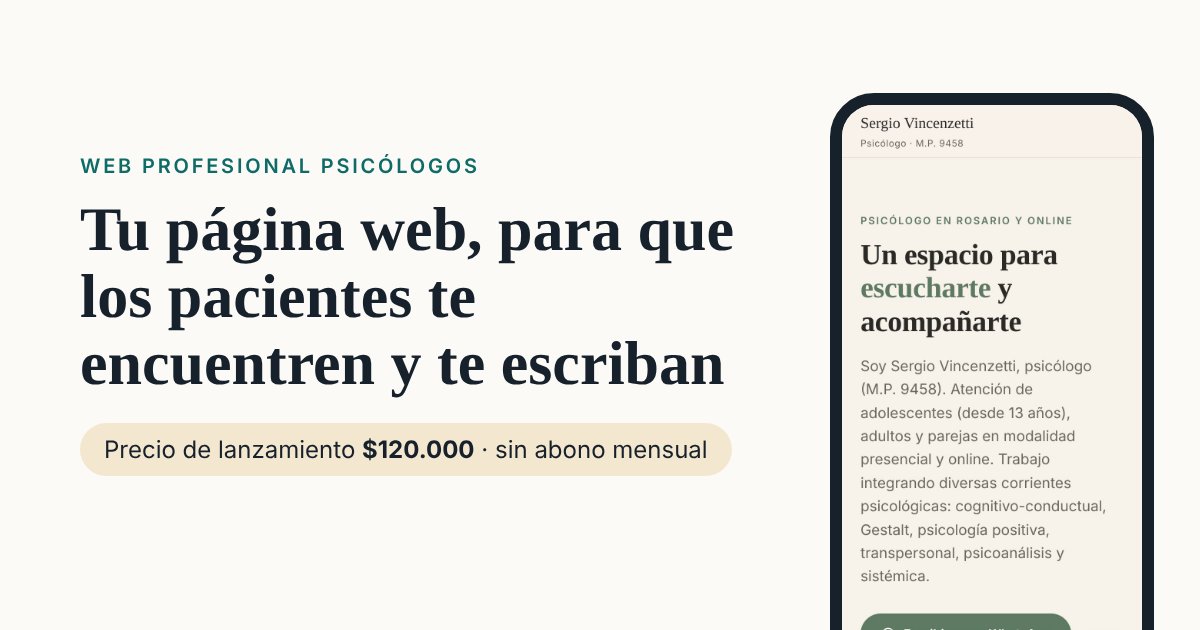 WEB PROFESIONAL PSICÓLOGOS
Tu página web, para que
los pacientes te
encuentren y te escriban
Precio de lanzamiento $120.000 · sin abono mensual
Sergio Vincenzetti
Psicólogo · M.P. 9458
PSICÓLOGO EN ROSARIO Y ONLINE
Un espacio para
escucharte y
acompañarte
Soy Sergio Vincenzetti, psicólogo
(M.P. 9458). Atención de
adolescentes (desde 13 años),
adultos y parejas en modalidad
presencial y online. Trabajo
integrando diversas corrientes
psicológicas: cognitivo-conductual,
Gestalt, psicología positiva,
transpersonal, psicoanálisis y
sistémica.